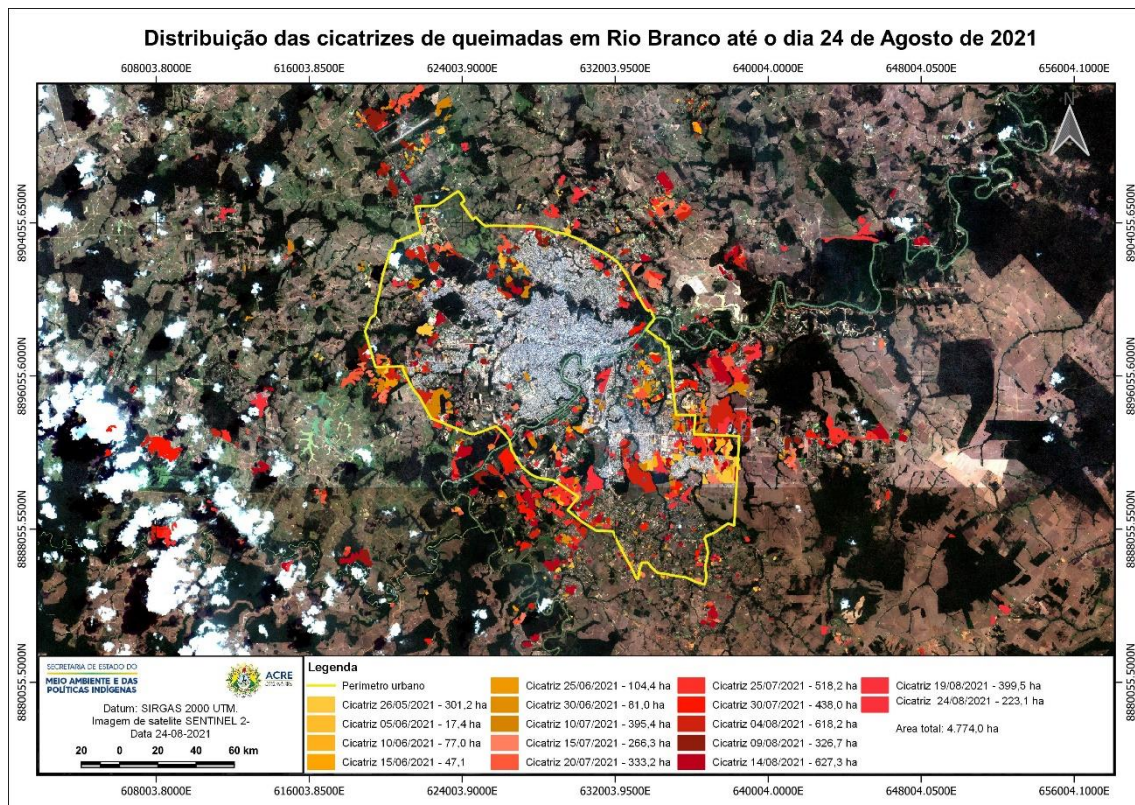 Distribuição das cicatrizes de queimadas em Rio Branco até o dia 24 de Agosto de 2021
608003.8000E 616003.8500E 624003.9000E 632003.9500E 640004.0000E 648004.0500E 656004.1000E
N
8904055.6500N 8904055.6500N
8896055.6000N 8896055.6000N
8888055.5500N 8888055.5500N
8880055.5000N 8880055.5000N
SECRETARIA DE ESTADO DO
MEIO AMBIENTE E DAS
POLÍTICAS INDÍGENAS
ACRE
Datum: SIRGAS 2000 UTM.
Imagem de satelite SENTINEL 2-
Data 24-08-2021
20 0 20 40 60 km
Legenda
Perimetro urbano
Cicatriz 26/05/2021 - 301,2 ha
Cicatriz 05/06/2021 - 17,4 ha
Cicatriz 10/06/2021 - 77,0 ha
Cicatriz 15/06/2021 - 47,1
Cicatriz 25/06/2021 - 104,4 ha
Cicatriz 30/06/2021 - 81,0 ha
Cicatriz 10/07/2021 - 395,4 ha
Cicatriz 15/07/2021 - 266,3 ha
Cicatriz 20/07/2021 - 333,2 ha
Cicatriz 25/07/2021 - 518,2 ha
Cicatriz 30/07/2021 - 438,0 ha
Cicatriz 04/08/2021 - 618,2 ha
Cicatriz 09/08/2021 - 326,7 ha
Cicatriz 14/08/2021 - 627,3 ha
Cicatriz 19/08/2021 - 399,5 ha
Cicatriz 24/08/2021 - 223,1 ha
Area total: 4.774,0 ha
608003.8000E 616003.8500E 624003.9000E 632003.9500E 640004.0000E 648004.0500E 656004.1000E